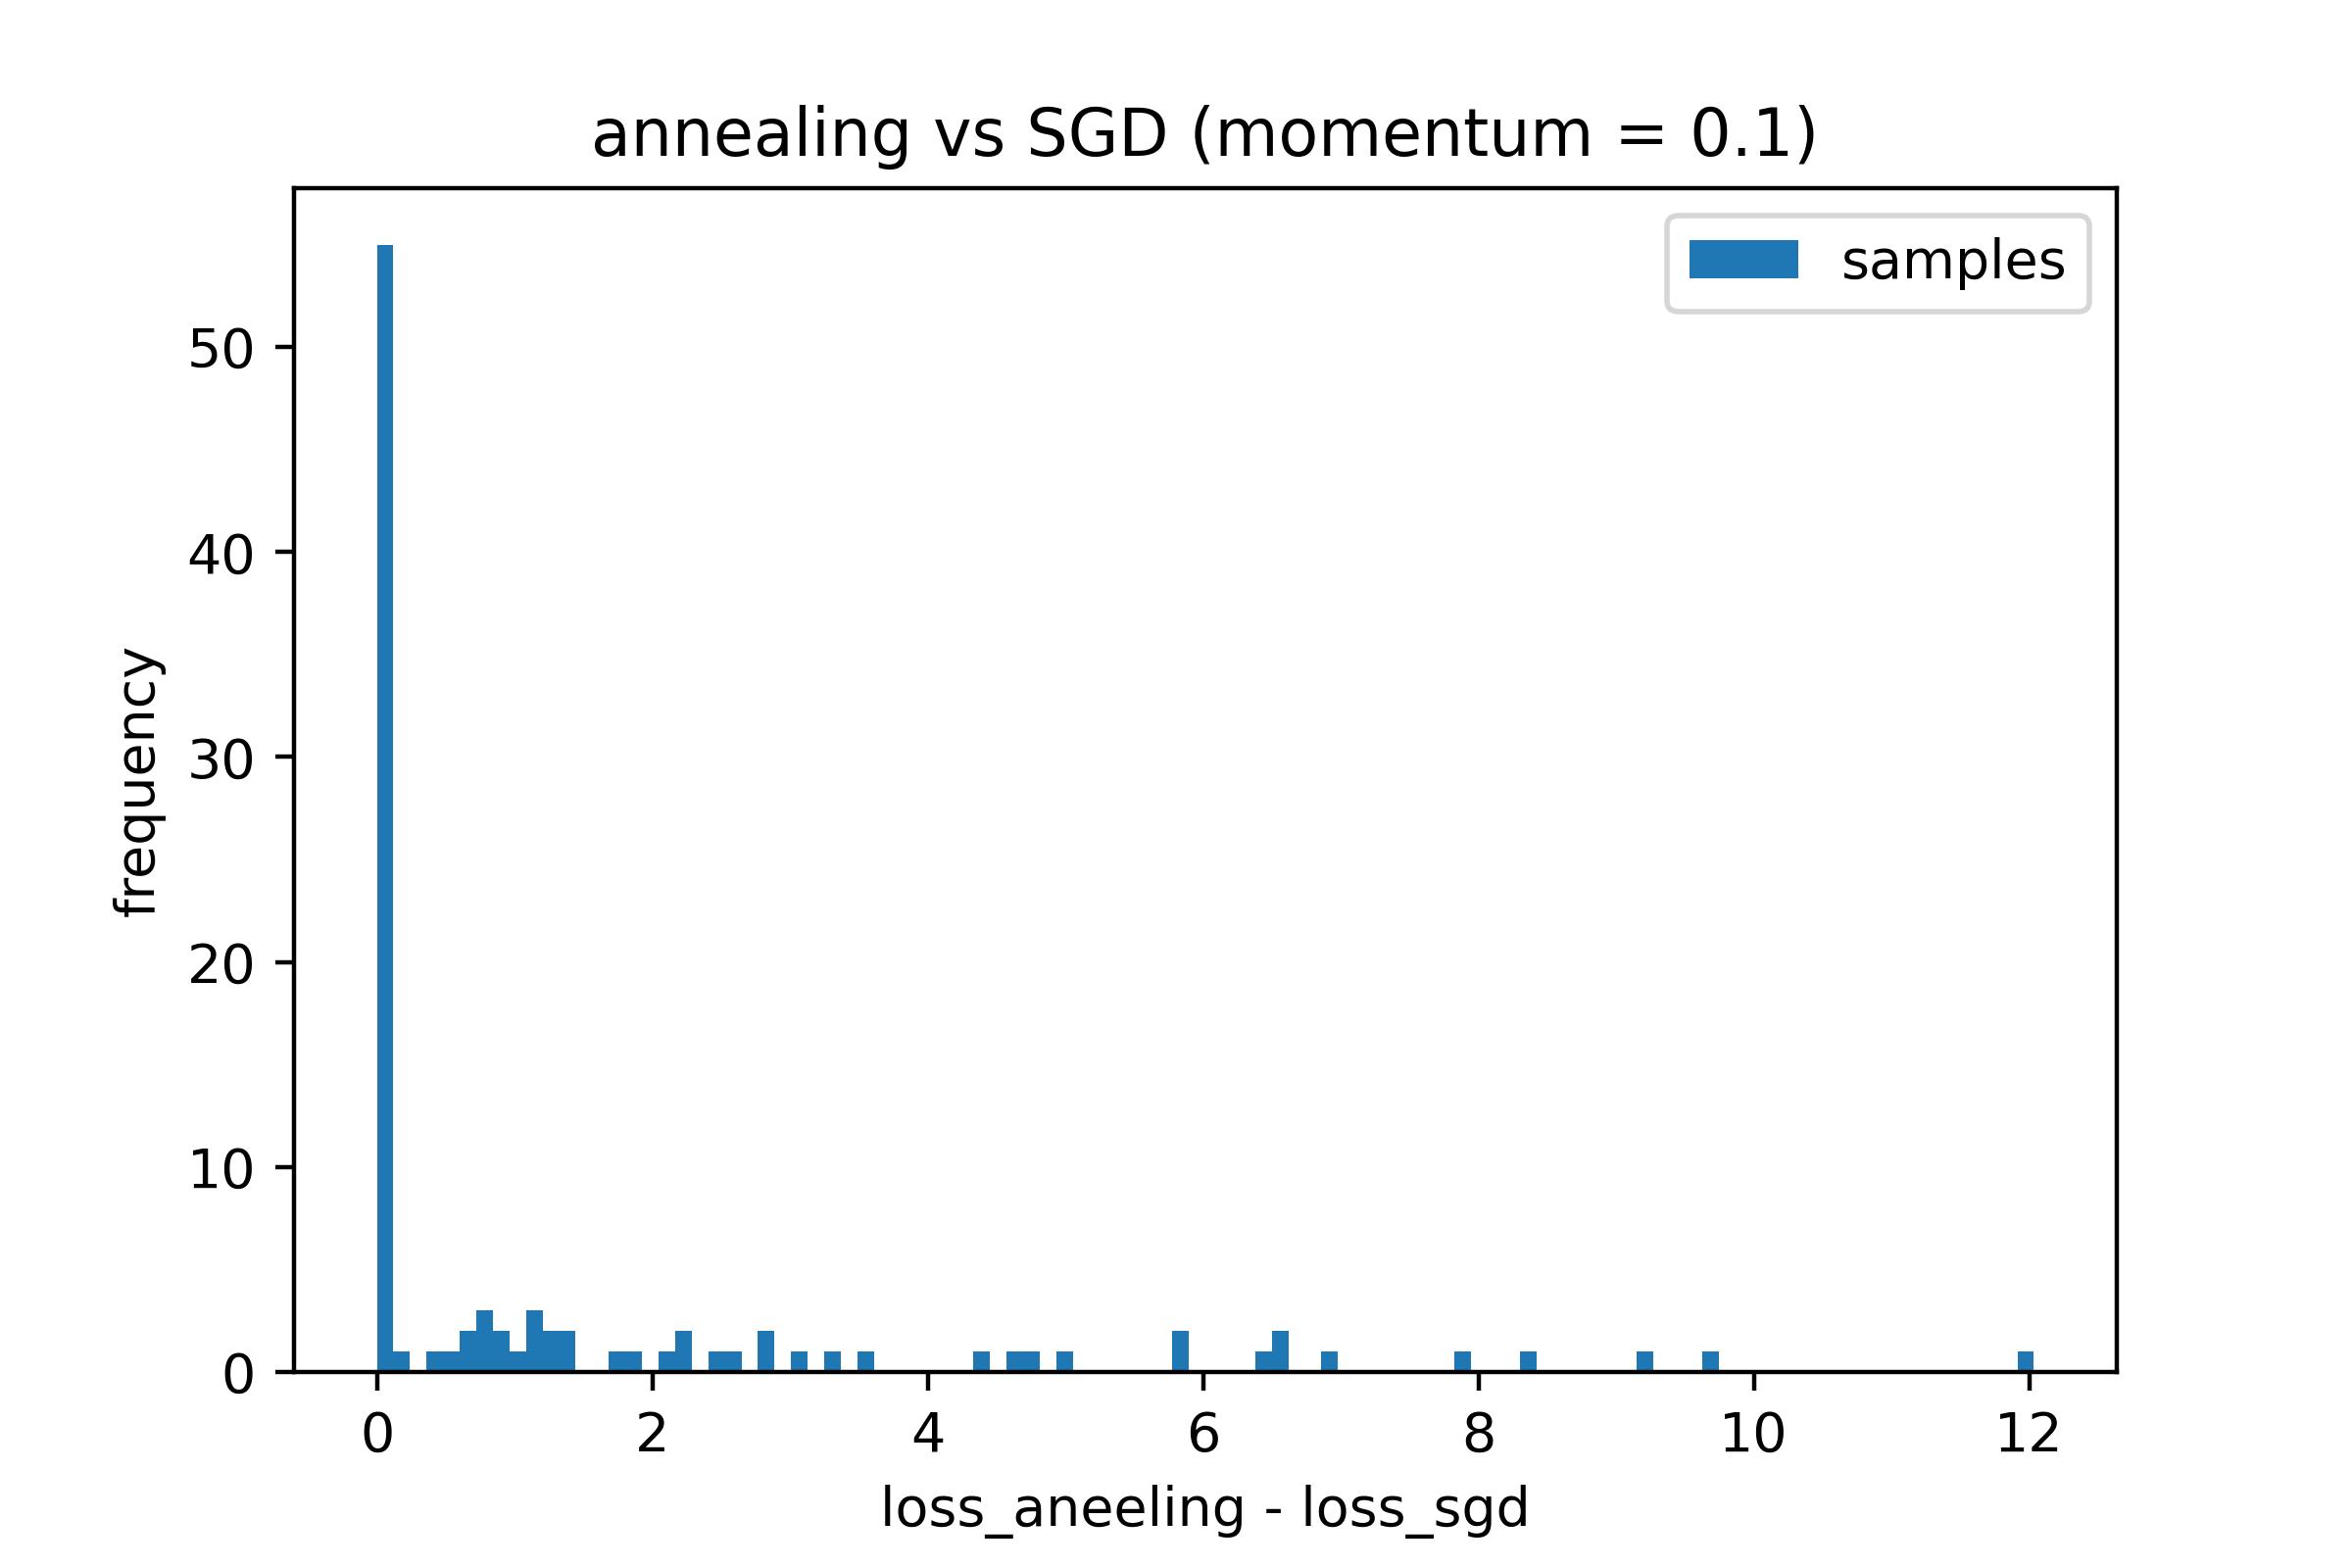 annealing vs SGD (momentum = 0.1)
samples
frequency
50
40
30
20
10
0
0 2 4 6 8 10 12
loss_aneeling - loss_sgd